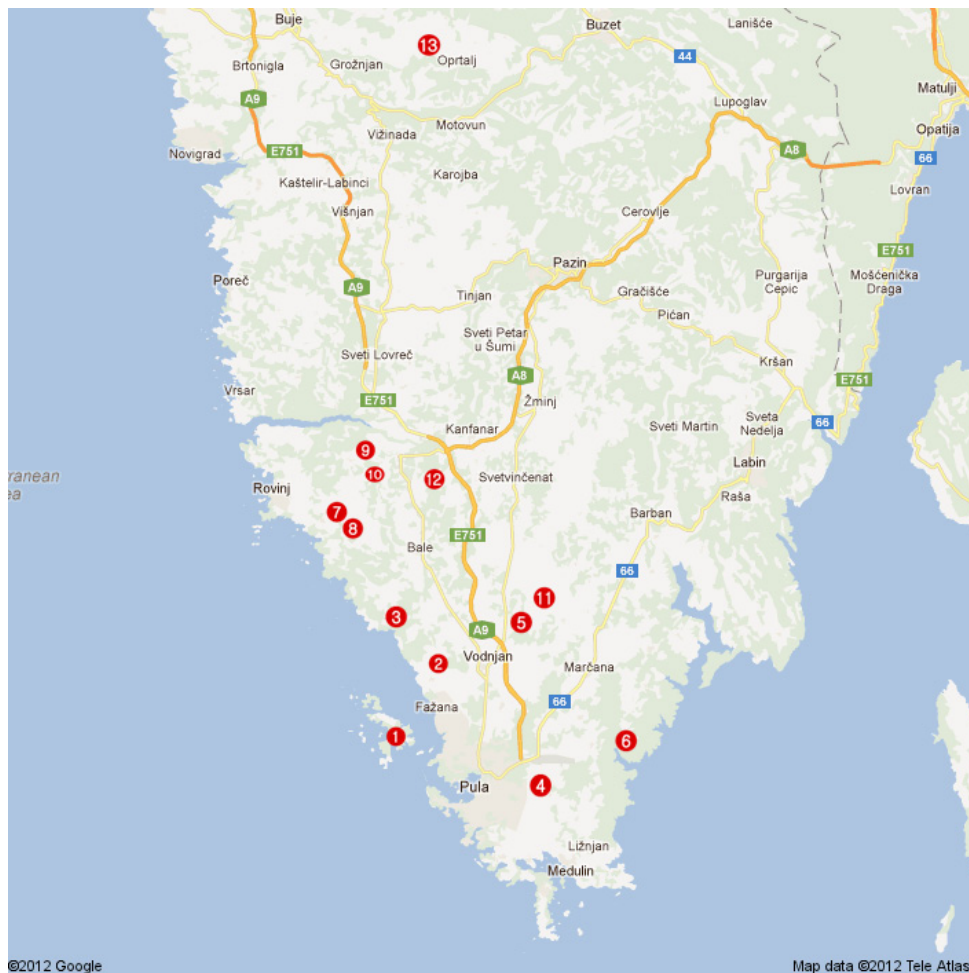 Buje
Buzet
Lanišće
13
Oprtalj
Grožnjan
Brtonigla
44
Matulji
A9
Lupoglav
Motovun
Vižinada
Opatija
Novigrad
E751
A8
66
Karojba
Kaštelir-Labinci
Lovran
Višnjan
Cerovlje
E751
Pazin
Poreč
A9
Tinjan
Gračišće
Purgarija
Cepic
Mošćenička
Draga
Pićan
Sveti Petar
u Šumi
Sveti Lovreč
Kršan
A8
E751
Vrsar
E751
Žminj
Sveta
Nedelja
66
Kanfanar
Sveti Martin
9
Labin
10
12
Svetvinčenat
rranean
ea
Rovinj
Raša
7
8
Barban
E751
Bale
66
11
3
5
A9
2
Vodnjan
Marčana
Fažana
66
1
6
Pula
4
Ližnjan
Medulin
©2012 Google
Map data ©2012 Tele Atlas